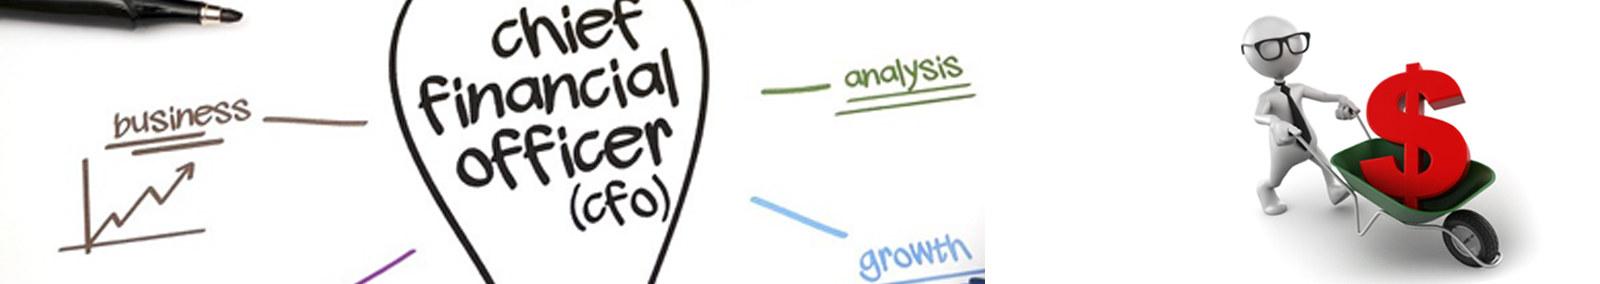 chief
financial
officer
(cfo)
business
analysis
growth
$